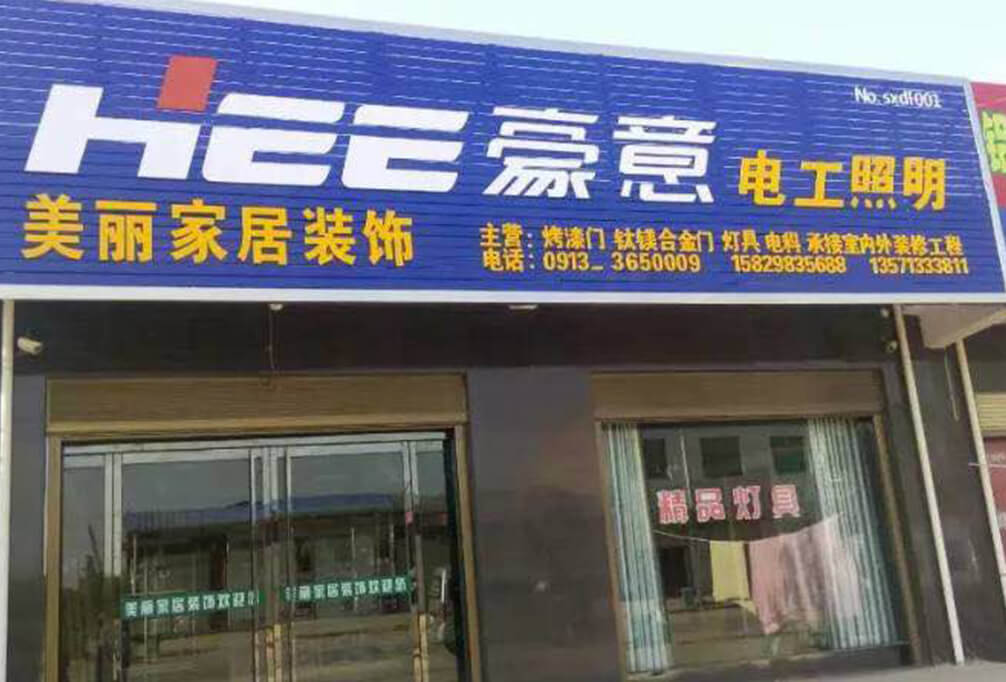 No.sxdf001
HEE豪意 电工照明
美丽家居装饰
主营:烤漆门 钛镁合金门 灯具 电料 承接室内外装修工程
电话:0913_3650009 15829835688 13571333811
精品灯具
美丽家居装饰欢迎您
美丽家居装饰欢迎您